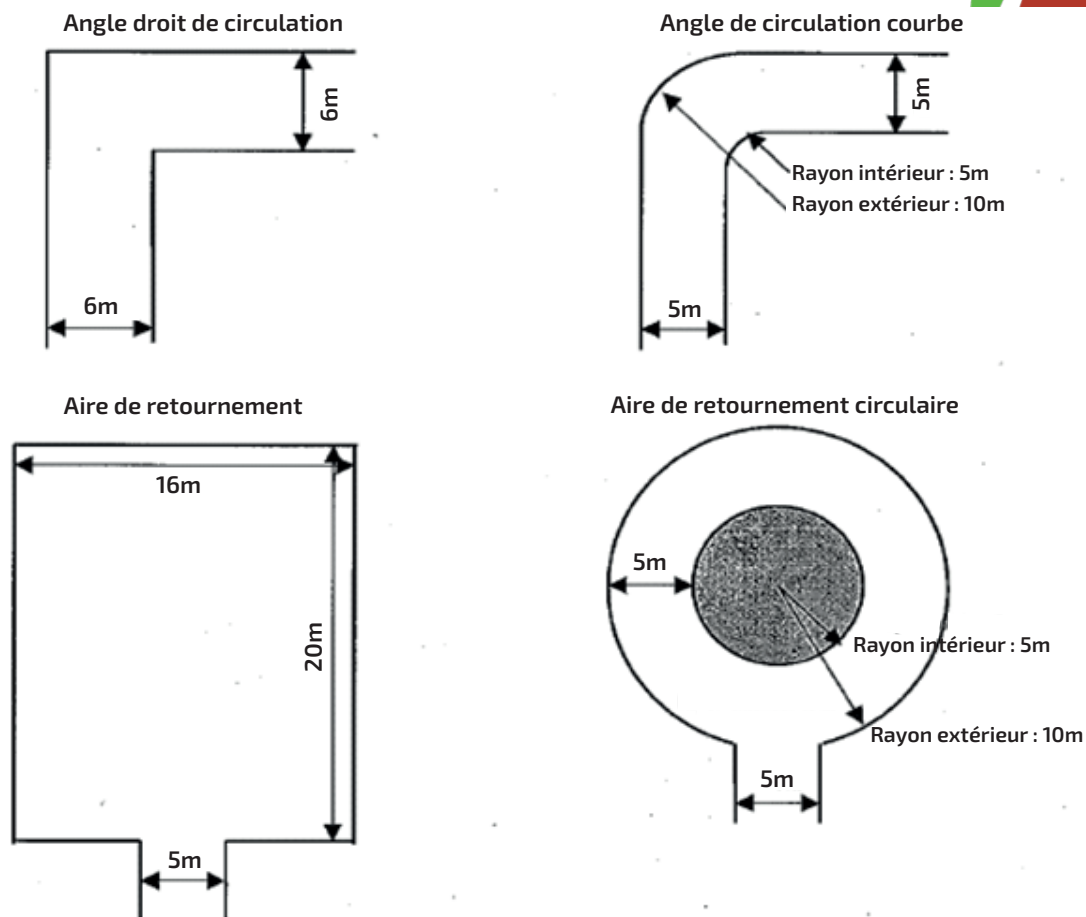 Angle droit de circulation
6m
6m
Angle de circulation courbe
5m
Rayon intérieur : 5m
Rayon extérieur : 10m
5m
Aire de retournement
16m
20m
5m
Aire de retournement circulaire
5m
Rayon intérieur : 5m
Rayon extérieur : 10m
5m